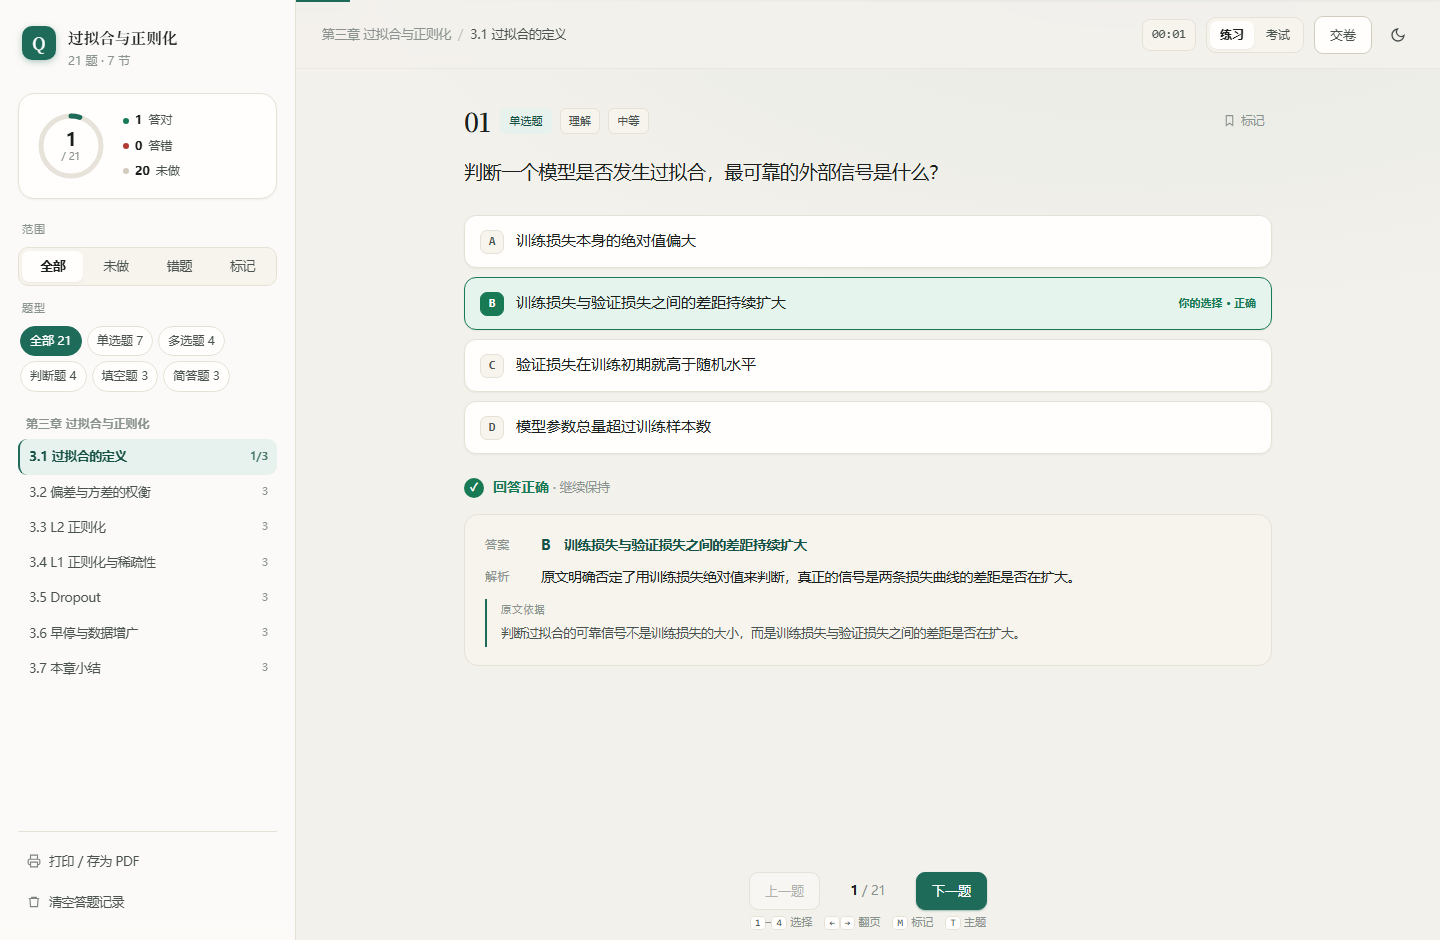 Q
过拟合与正则化
21 题 · 7 节
1
/ 21
1 答对
0 答错
20 未做
范围
全部 未做 错题 标记
题型
全部 21 单选题 7 多选题 4
判断题 4 填空题 3 简答题 3
第三章 过拟合与正则化
3.1 过拟合的定义 1/3
3.2 偏差与方差的权衡 3
3.3 L2 正则化 3
3.4 L1 正则化与稀疏性 3
3.5 Dropout 3
3.6 早停与数据增广 3
3.7 本章小结 3
打印 / 存为 PDF
清空答题记录
第三章 过拟合与正则化 / 3.1 过拟合的定义
00:01 练习 考试 交卷
01 单选题 理解 中等 标记
判断一个模型是否发生过拟合，最可靠的外部信号是什么？
A 训练损失本身的绝对值偏大
B 训练损失与验证损失之间的差距持续扩大 你的选择 • 正确
C 验证损失在训练初期就高于随机水平
D 模型参数总量超过训练样本数
✓ 回答正确 · 继续保持
答案 B 训练损失与验证损失之间的差距持续扩大
解析 原文明确否定了用训练损失绝对值来判断，真正的信号是两条损失曲线的差距是否在扩大。
原文依据
判断过拟合的可靠信号不是训练损失的大小，而是训练损失与验证损失之间的差距是否在扩大。
上一题 1 / 21 下一题
1 – 4 选择 ← → 翻页 M 标记 T 主题